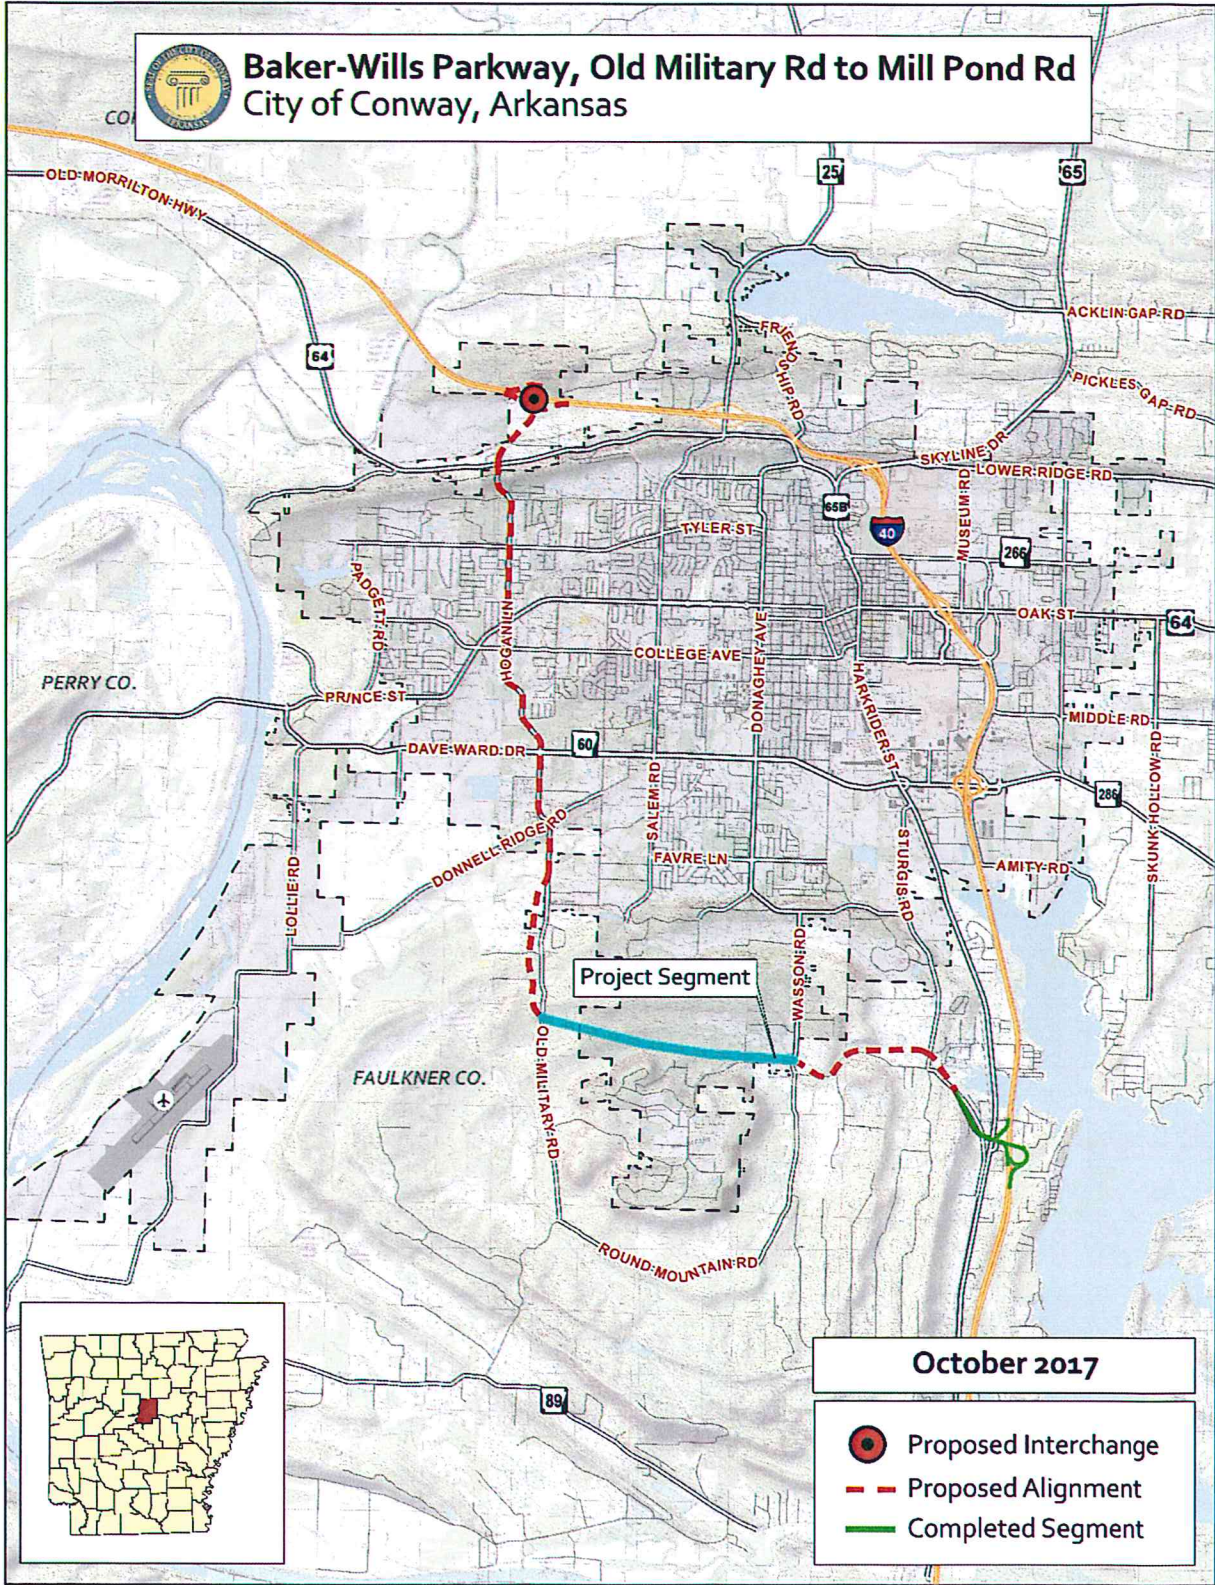 Baker-Wills Parkway, Old Military Rd to Mill Pond Rd
City of Conway, Arkansas
25
65
OLD MORRILTON HWY
ACKLIN GAP RD
64
FRIENDSHIP RD
PICKLES GAP RD
SKYLINE DR
LOWER RIDGE RD
65B
MUSEUM RD
40
266
TYLER ST
PADGETT RD
HOGAN LN
OAK ST
64
COLLEGE AVE
DONAGHEY AVE
HARKRIDER ST
PERRY CO.
PRINCE ST
MIDDLE RD
DAVE WARD DR
60
SALEM RD
SKUNK HOLLOW RD
286
DONNELL RIDGE RD
STURGIS RD
FAVRE LN
AMITY RD
LOLLIE RD
WASSON RD
Project Segment
OLD MILITARY RD
FAULKNER CO.
ROUND MOUNTAIN RD
89
October 2017
Proposed Interchange
Proposed Alignment
Completed Segment